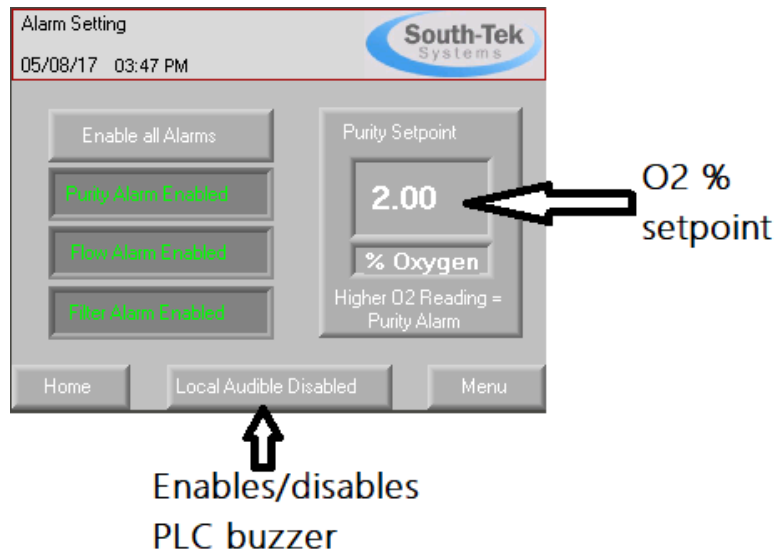 Alarm Setting
South-Tek
Systems
05/08/17 03:47 PM
Enable all Alarms
Purity Alarm Enabled
Flow Alarm Enabled
Filter Alarm Enabled
Purity Setpoint
2.00
% Oxygen
Higher O2 Reading =
Purity Alarm
O2 %
setpoint
Home
Local Audible Disabled
Menu
Enables/disables
PLC buzzer